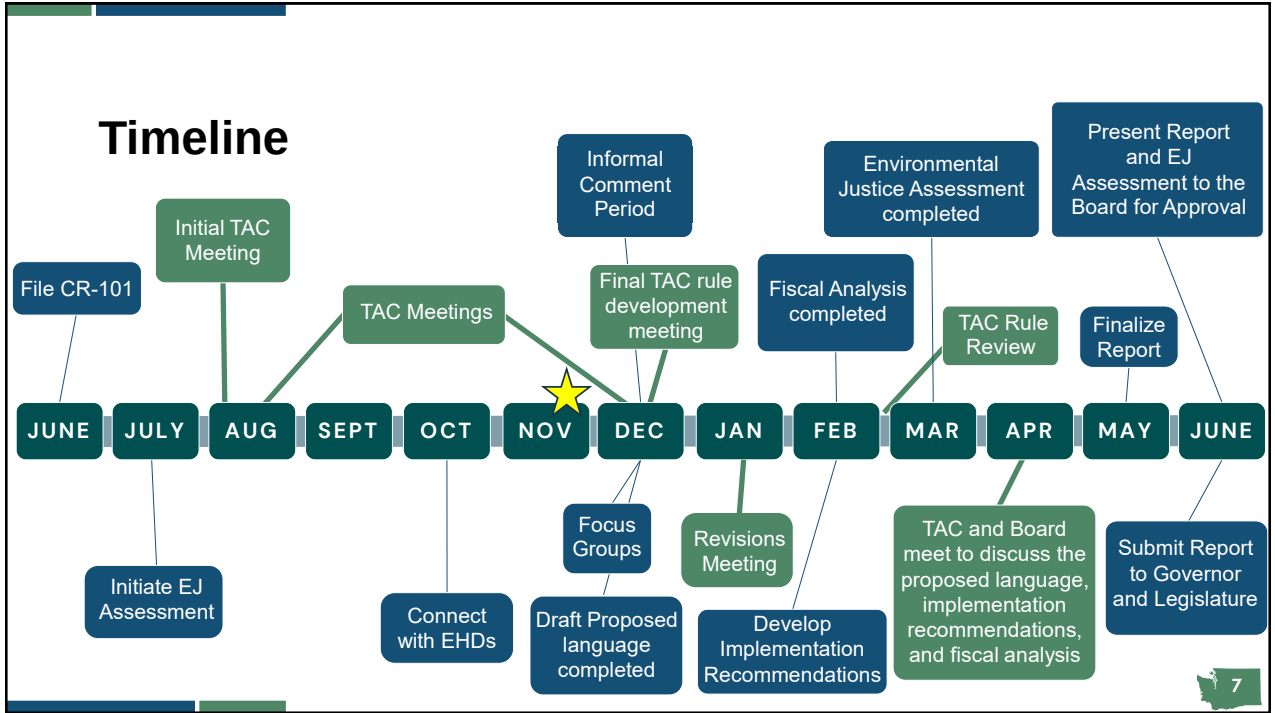 Timeline
File CR-101
Initial TAC
Meeting
TAC Meetings
Informal
Comment
Period
Final TAC rule
development
meeting
Fiscal Analysis
completed
Environmental
Justice Assessment
completed
TAC Rule
Review
Finalize
Report
Present Report
and EJ
Assessment to the
Board for Approval
JUNE
JULY
AUG
SEPT
OCT
NOV
DEC
JAN
FEB
MAR
APR
MAY
JUNE
Initiate EJ
Assessment
Connect
with EHDs
Focus
Groups
Draft Proposed
language
completed
Revisions
Meeting
Develop
Implementation
Recommendations
TAC and Board
meet to discuss the
proposed language,
implementation
recommendations,
and fiscal analysis
Submit Report
to Governor
and Legislature
7